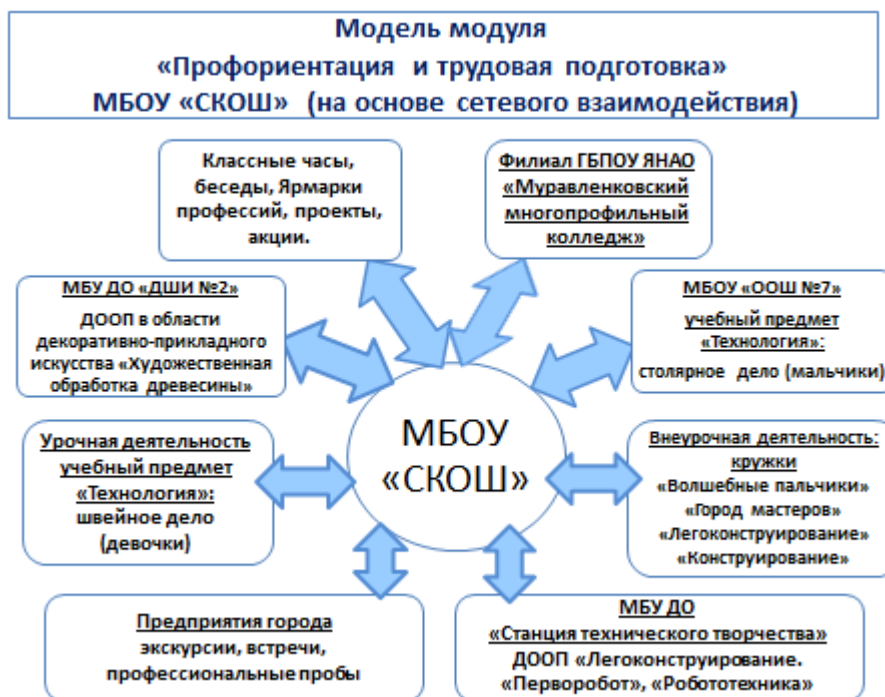 Модель модуля
«Профориентация и трудовая подготовка»
МБОУ «СКОШ» (на основе сетевого взаимодействия)
Классные часы,
беседы, Ярмарки
профессий, проекты,
акции.
Филиал ГБПОУ ЯНАО
«Муравленковский
многопрофильный
колледж»
МБУ ДО «ДШИ №2»
ДООП в области
декоративно-прикладного
искусства «Художественная
обработка древесины»
МБОУ «ООШ №7»
учебный предмет
«Технология»:
столярное дело (мальчики)
МБОУ
«СКОШ»
Урочная деятельность
учебный предмет
«Технология»:
швейное дело
(девочки)
Внеурочная деятельность:
кружки
«Волшебные пальчики»
«Город мастеров»
«Легоконструирование»
«Конструирование»
Предприятия города
экскурсии, встречи,
профессиональные пробы
МБУ ДО
«Станция технического творчества»
ДООП «Легоконструирование.
«Перворобот», «Робототехника»